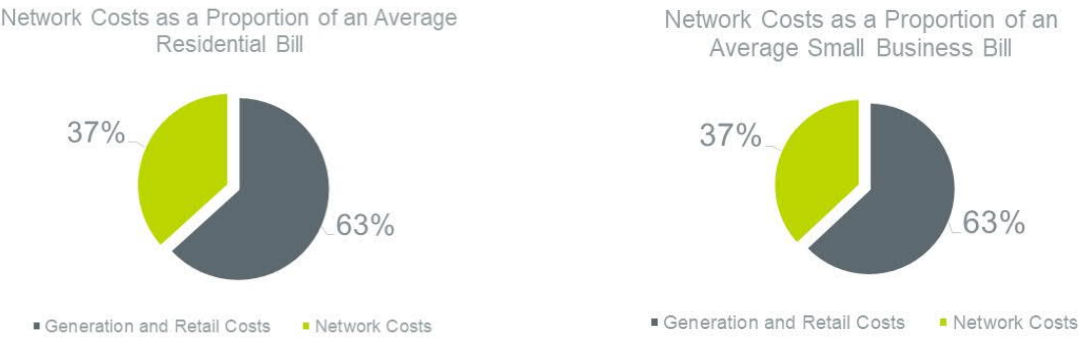 Network Costs as a Proportion of an Average
Residential Bill
37%
63%
Generation and Retail Costs
Network Costs
Network Costs as a Proportion of an
Average Small Business Bill
37%
63%
Generation and Retail Costs
Network Costs